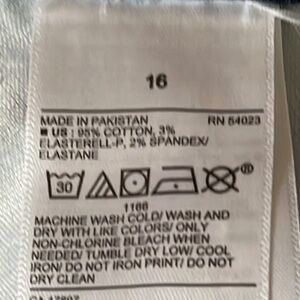 16
MADE IN PAKISTAN RN 54023
■ US : 95% COTTON, 3%
ELASTERELL-P, 2% SPANDEX/
ELASTANE
30 ®
1166
MACHINE WASH COLD/ WASH AND
DRY WITH LIKE COLORS/ ONLY
NON-CHLORINE BLEACH WHEN
NEEDED/ TUMBLE DRY LOW/ COOL
IRON/ DO NOT IRON PRINT/ DO NOT
DRY CLEAN